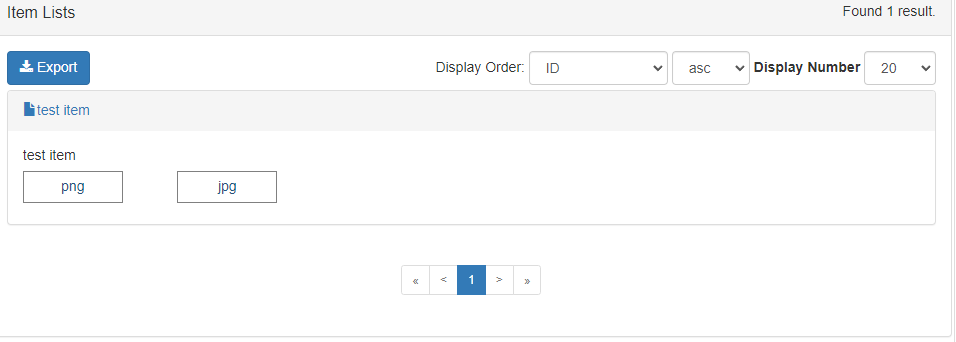 Item Lists Found 1 result.
Export Display Order: ID asc Display Number 20
test item
test item
png jpg
« < 1 > »